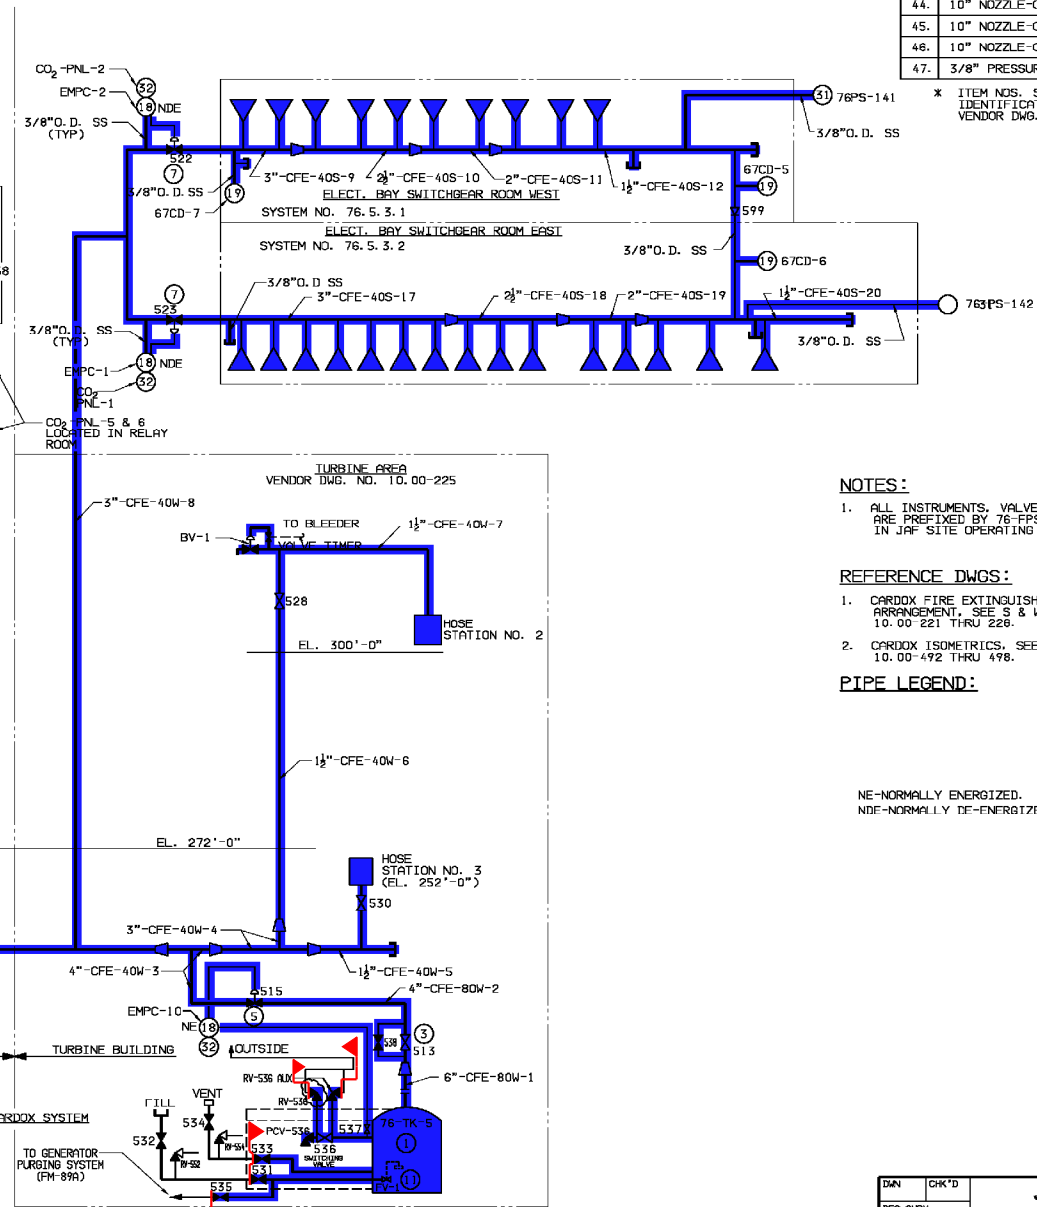 44. 10" NOZZLE-
45. 10" NOZZLE-
46. 10" NOZZLE-
47. 3/8" PRESSUR
* ITEM NOS. S
IDENTIFICAT
VENDOR DWG.
CO2-PNL-2
32
EMPC-2
18 NDE
3/8"O.D. SS
(TYP)
522
7
3/8"O.D. SS
19
67CD-7
3"-CFE-40S-9
2½"-CFE-40S-10
2"-CFE-40S-11
1½"-CFE-40S-12
ELECT. BAY SWITCHGEAR ROOM WEST
SYSTEM NO. 76.5.3.1
31 76PS-141
3/8"O.D. SS
67CD-5
19
599
ELECT. BAY SWITCHGEAR ROOM EAST
SYSTEM NO. 76.5.3.2
3/8"O.D. SS
19 67CD-6
7
523
3/8"O.D SS
3"-CFE-40S-17
2½"-CFE-40S-18
2"-CFE-40S-19
1½"-CFE-40S-20
3/8"O.D. SS
3/8"O.D. SS
(TYP)
EMPC-1
18 NDE
32
CO2
PNL-1
CO2-PNL-5 & 6
LOCATED IN RELAY
ROOM
TURBINE AREA
VENDOR DWG. NO. 10.00-225
3"-CFE-40W-8
TO BLEEDER
VALVE TIMER
BV-1
1½"-CFE-40W-7
528
HOSE
STATION NO. 2
EL. 300'-0"
1½"-CFE-40W-6
EL. 272'-0"
HOSE
STATION NO. 3
(EL. 252'-0")
530
3"-CFE-40W-4
4"-CFE-40W-3
1½"-CFE-40W-5
515
4"-CFE-80W-2
EMPC-10
NE 18
32
5
3
538
513
TURBINE BUILDING
OUTSIDE
RV-536 AUX
6"-CFE-80W-1
FILL
VENT
534
532
PCV-536
536
SWITCHING
VALVE
537
76-TK-5
1
11
533
531
535
ARDOX SYSTEM
TO GENERATOR
PURGING SYSTEM
(FM-89A)
NOTES:
1. ALL INSTRUMENTS, VALVE
ARE PREFIXED BY 76-FPS
IN JAF SITE OPERATING
REFERENCE DWGS:
1. CARDOX FIRE EXTINGUISH
ARRANGEMENT, SEE S & W
10.00-221 THRU 226.
2. CARDOX ISOMETRICS, SEE
10.00-492 THRU 498.
PIPE LEGEND:
NE-NORMALLY ENERGIZED.
NDE-NORMALLY DE-ENERGIZE
DWN CHK'D